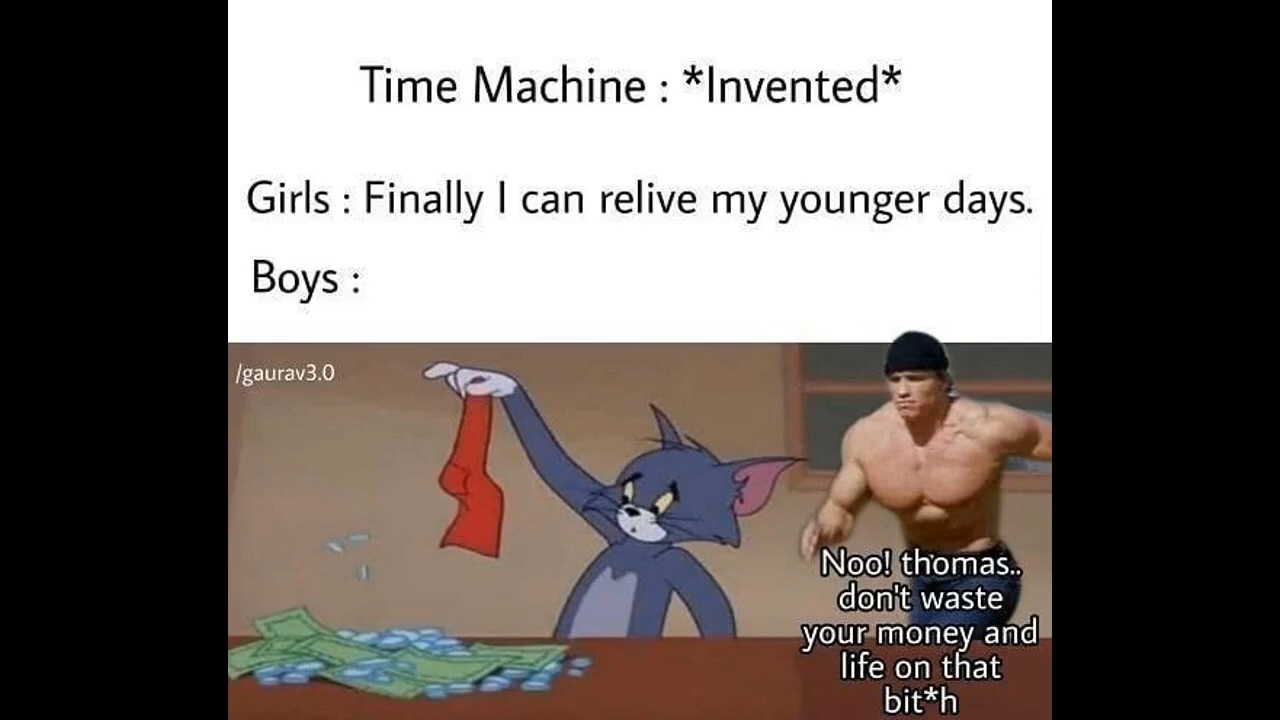 Time Machine : *Invented*
Girls : Finally I can relive my younger days.
Boys :
/gaurav3.0
Noo! thomas..
don't waste
your money and
life on that
bit*h